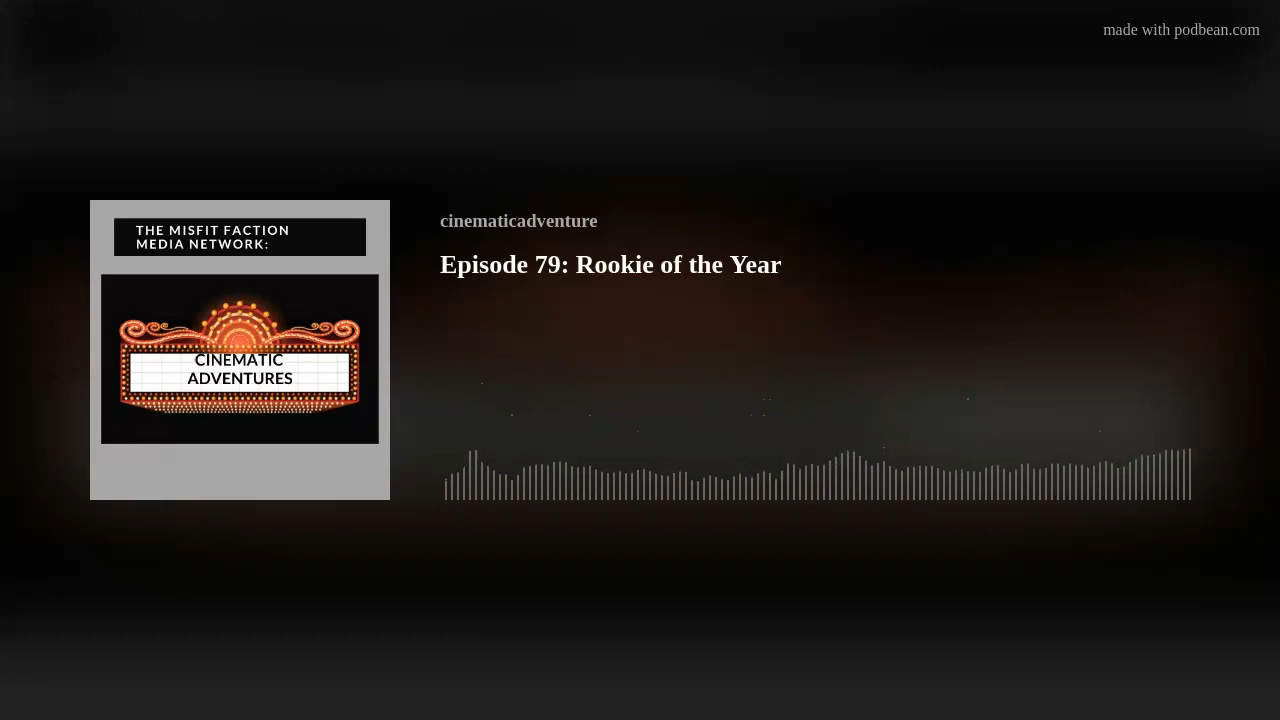 made with podbean.com
THE MISFIT FACTION
MEDIA NETWORK:
CINEMATIC
ADVENTURES
cinematicadventure
Episode 79: Rookie of the Year